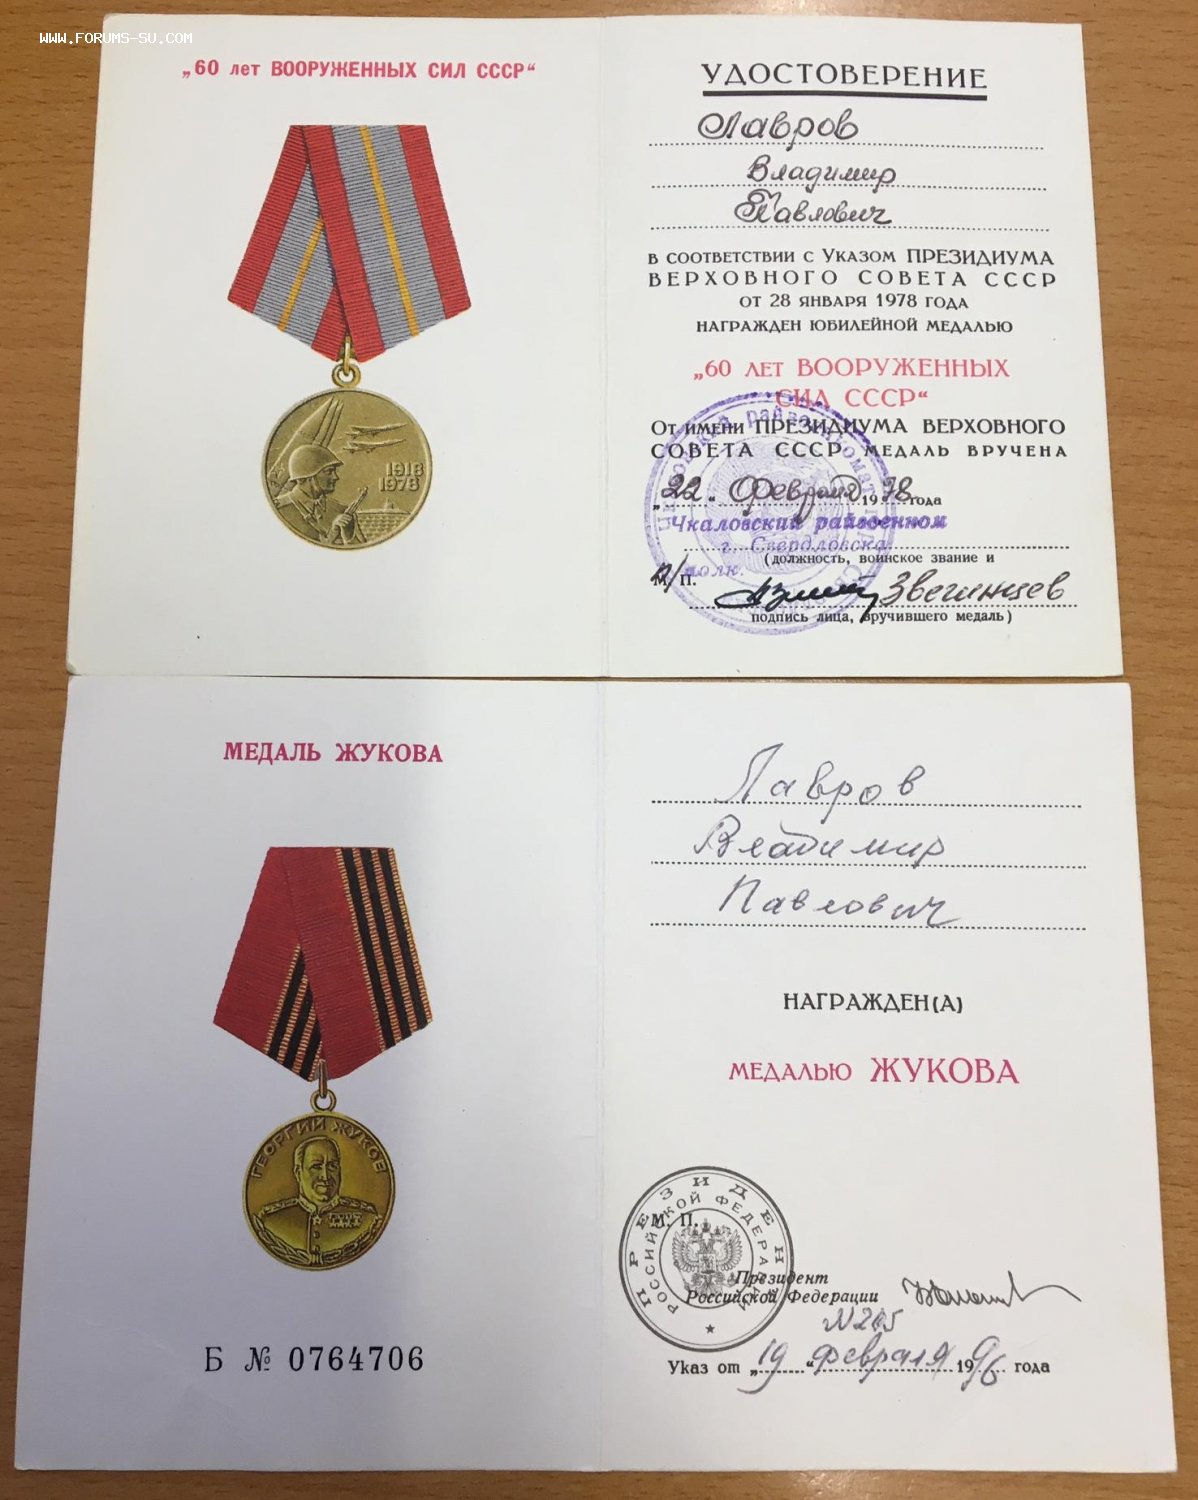 WWW.FORUMS-SU.COM
„60 лет ВООРУЖЕННЫХ СИЛ СССР“
1918
1978
УДОСТОВЕРЕНИЕ
Лавров
Владимир
Павлович
В СООТВЕТСТВИИ С УКАЗОМ ПРЕЗИДИУМА
ВЕРХОВНОГО СОВЕТА СССР
ОТ 28 ЯНВАРЯ 1978 ГОДА
НАГРАЖДЕН ЮБИЛЕЙНОЙ МЕДАЛЬЮ
„60 ЛЕТ ВООРУЖЕННЫХ
СИЛ СССР“
ОТ ИМЕНИ ПРЕЗИДИУМА ВЕРХОВНОГО
СОВЕТА СССР МЕДАЛЬ ВРУЧЕНА
„22“ февраля 1978 года
Чкаловский райвоенком
г. Свердловска
(должность, воинское звание и
М. П.
п/полк.
Звегинцев
подпись лица, вручившего медаль)
МЕДАЛЬ ЖУКОВА
ГЕОРГИЙ ЖУКОВ
Б № 0764706
Лавров
Владимир
Павлович
НАГРАЖДЕН(А)
МЕДАЛЬЮ ЖУКОВА
ПРЕЗИДЕНТ
РОССИЙСКОЙ ФЕДЕРАЦИИ
М. П.
Президент
Российской Федерации
Указ от „19“ февраля 1996 года